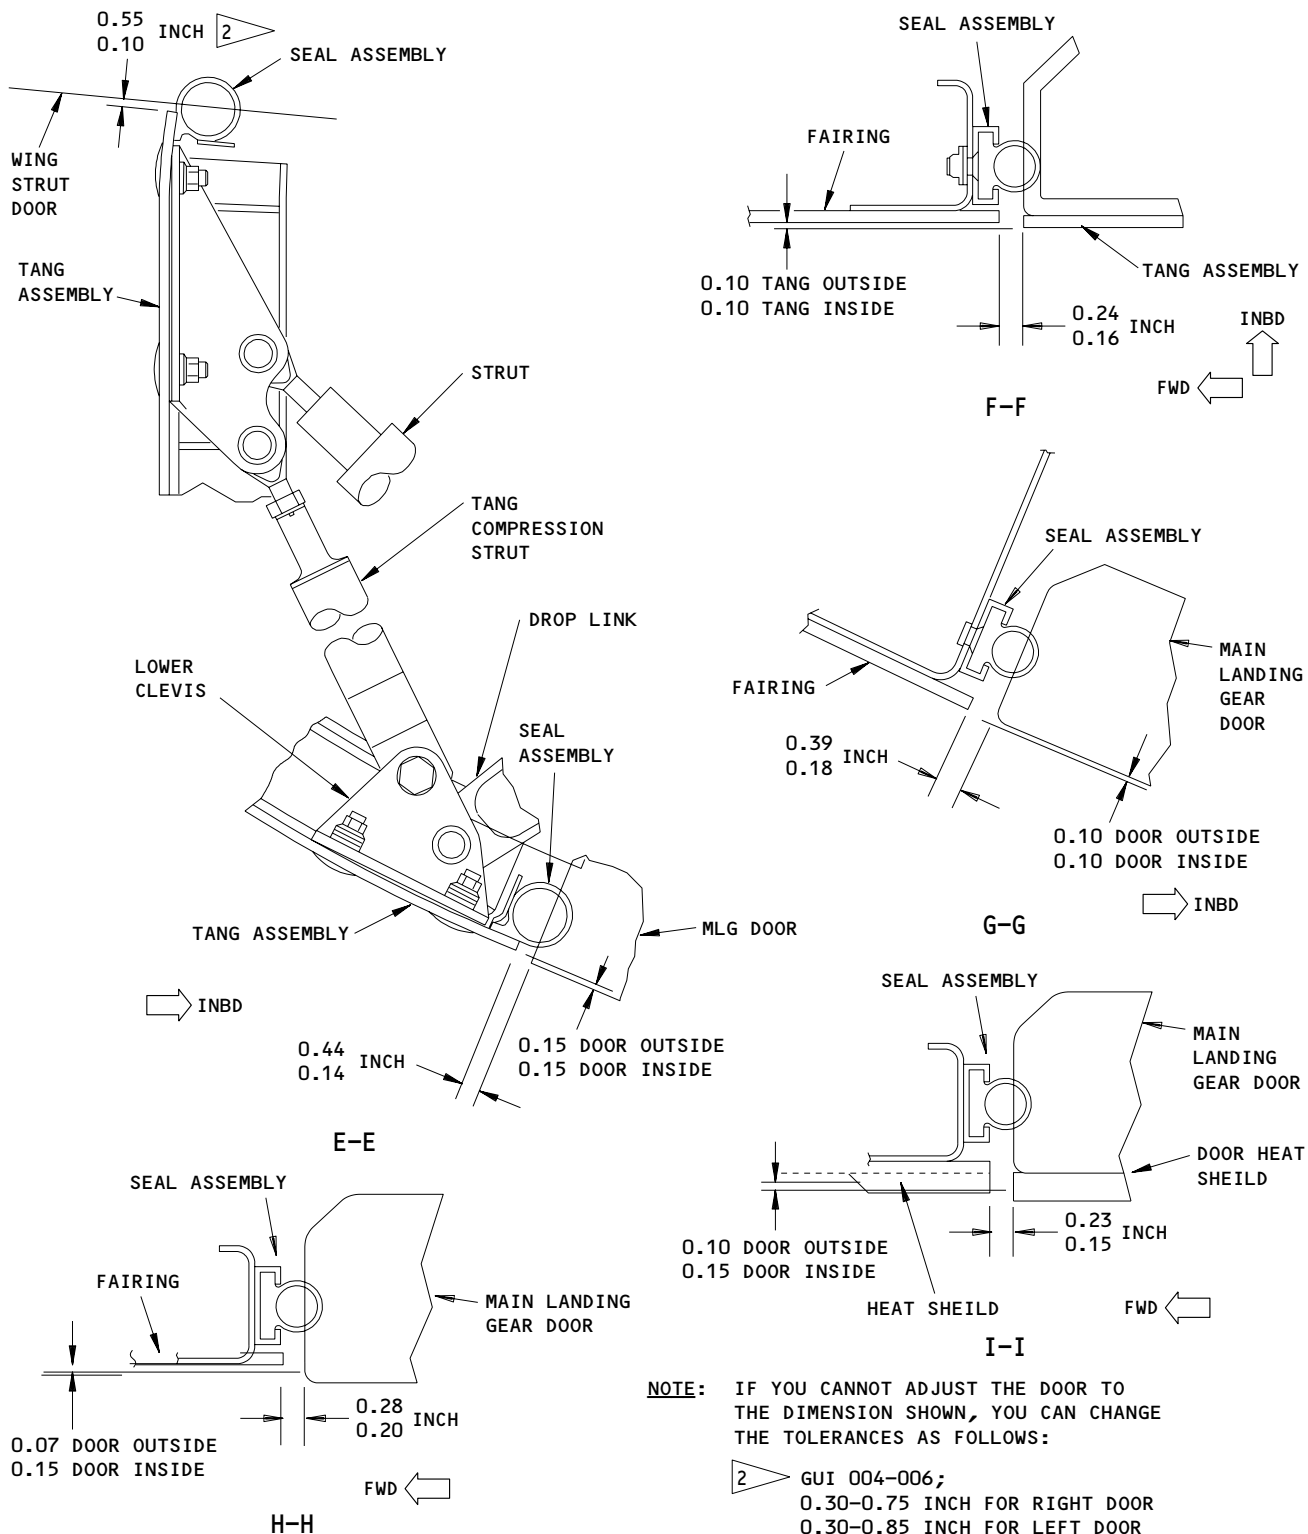 0.55
0.10 INCH 2
SEAL ASSEMBLY
WING
STRUT
DOOR
TANG
ASSEMBLY
STRUT
TANG
COMPRESSION
STRUT
DROP LINK
LOWER
CLEVIS
SEAL
ASSEMBLY
TANG ASSEMBLY
MLG DOOR
INBD
0.44
0.14 INCH
0.15 DOOR OUTSIDE
0.15 DOOR INSIDE
E-E
SEAL ASSEMBLY
FAIRING
0.10 TANG OUTSIDE
0.10 TANG INSIDE
TANG ASSEMBLY
0.24
0.16 INCH
INBD
FWD
F-F
SEAL ASSEMBLY
FAIRING
MAIN
LANDING
GEAR
DOOR
0.39
0.18 INCH
0.10 DOOR OUTSIDE
0.10 DOOR INSIDE
INBD
G-G
SEAL ASSEMBLY
FAIRING
MAIN LANDING
GEAR DOOR
0.28
0.20 INCH
0.07 DOOR OUTSIDE
0.15 DOOR INSIDE
FWD
H-H
SEAL ASSEMBLY
MAIN
LANDING
GEAR DOOR
DOOR HEAT
SHEILD
0.23
0.15 INCH
0.10 DOOR OUTSIDE
0.15 DOOR INSIDE
HEAT SHEILD
FWD
I-I
NOTE: IF YOU CANNOT ADJUST THE DOOR TO
THE DIMENSION SHOWN, YOU CAN CHANGE
THE TOLERANCES AS FOLLOWS:
2 GUI 004-006;
0.30-0.75 INCH FOR RIGHT DOOR
0.30-0.85 INCH FOR LEFT DOOR